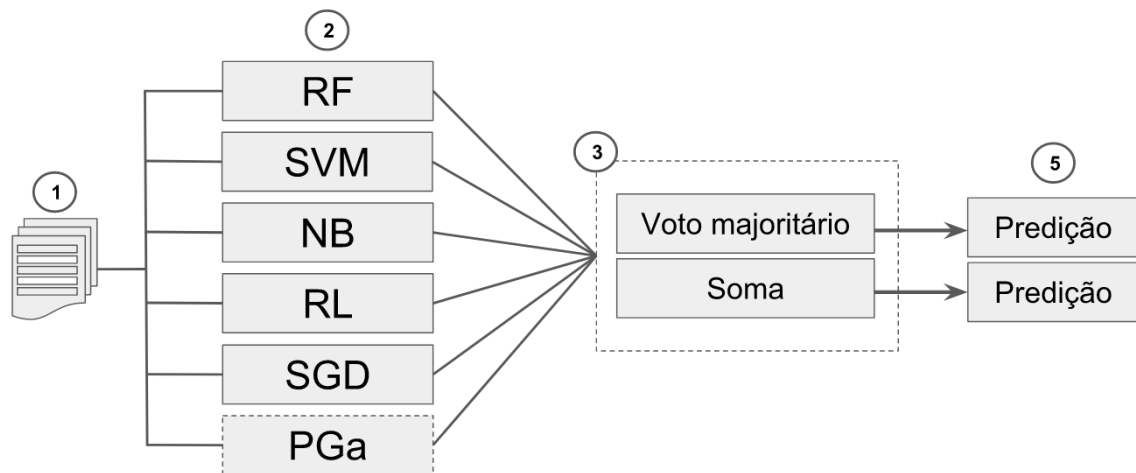 2
RF
SVM
NB
RL
SGD
PGa
1
3
Voto majoritário
Soma
5
Predição
Predição